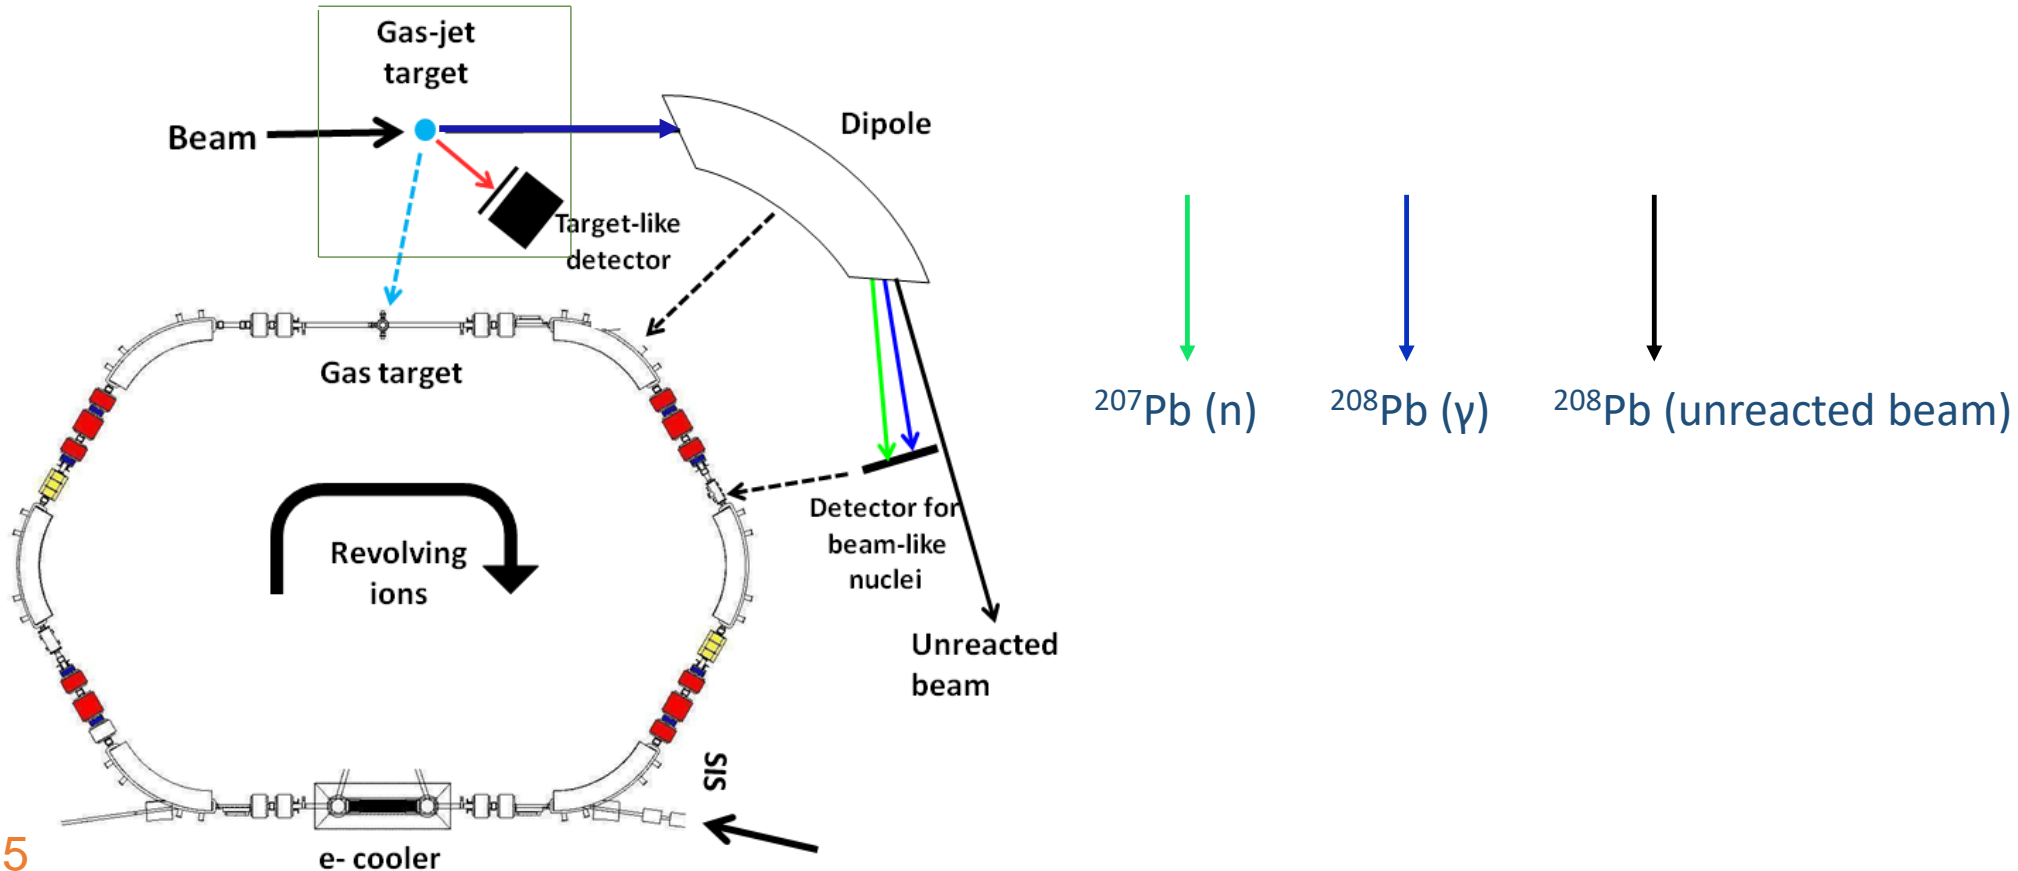 Gas-jet
target
Beam
Dipole
Target-like
detector
Gas target
²⁰⁷Pb (n)
²⁰⁸Pb (γ)
²⁰⁸Pb (unreacted beam)
Detector for
beam-like
nuclei
Revolving
ions
Unreacted
beam
SIS
e- cooler
5